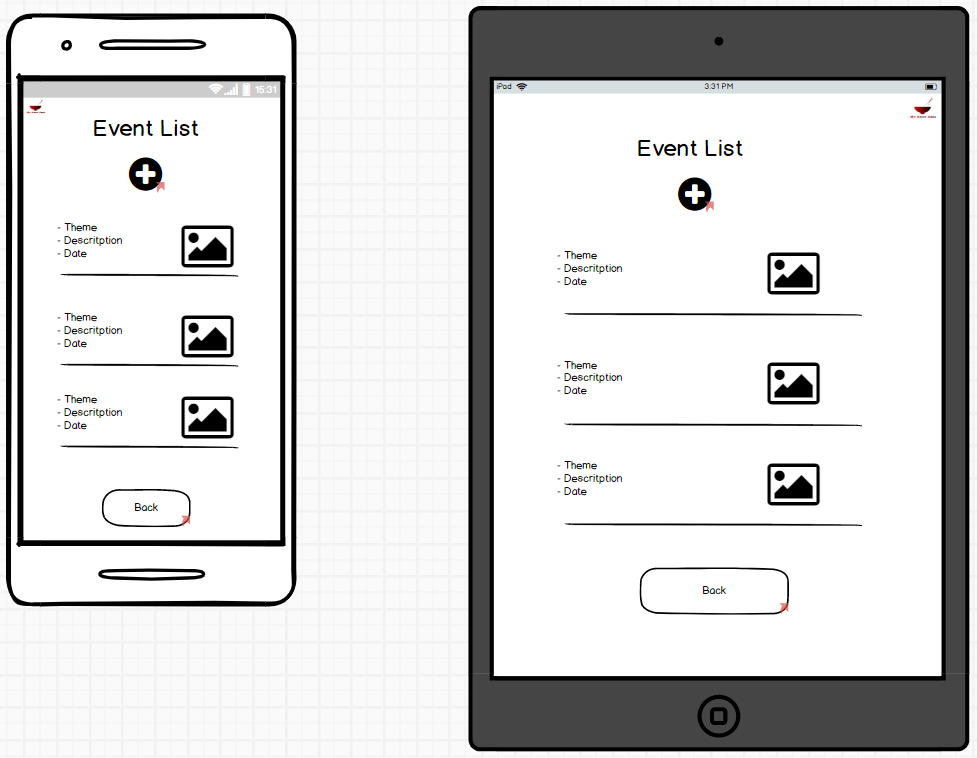 15:31
Event List
- Theme
- Descritption
- Date
- Theme
- Descritption
- Date
- Theme
- Descritption
- Date
Back
iPad
3:31 PM
Event List
- Theme
- Descritption
- Date
- Theme
- Descritption
- Date
- Theme
- Descritption
- Date
Back